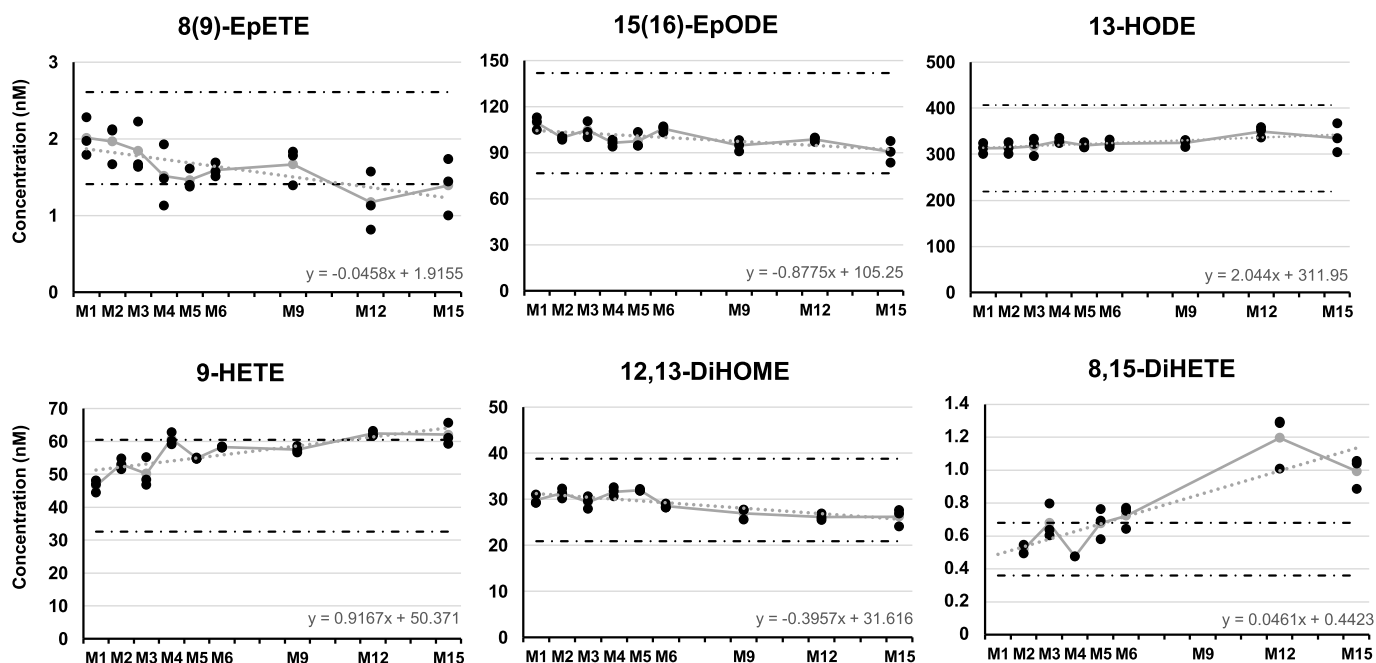 8(9)-EpETE
Concentration (nM)
3
2
1
0
y = -0.0458x + 1.9155
M1 M2 M3 M4 M5 M6 M9 M12 M15
15(16)-EpODE
150
120
90
60
30
0
y = -0.8775x + 105.25
M1 M2 M3 M4 M5 M6 M9 M12 M15
13-HODE
500
400
300
200
100
0
y = 2.044x + 311.95
M1 M2 M3 M4 M5 M6 M9 M12 M15
9-HETE
Concentration (nM)
70
60
50
40
30
20
10
0
y = 0.9167x + 50.371
M1 M2 M3 M4 M5 M6 M9 M12 M15
12,13-DiHOME
50
40
30
20
10
0
y = -0.3957x + 31.616
M1 M2 M3 M4 M5 M6 M9 M12 M15
8,15-DiHETE
1.4
1.2
1.0
0.8
0.6
0.4
0.2
0
y = 0.0461x + 0.4423
M1 M2 M3 M4 M5 M6 M9 M12 M15